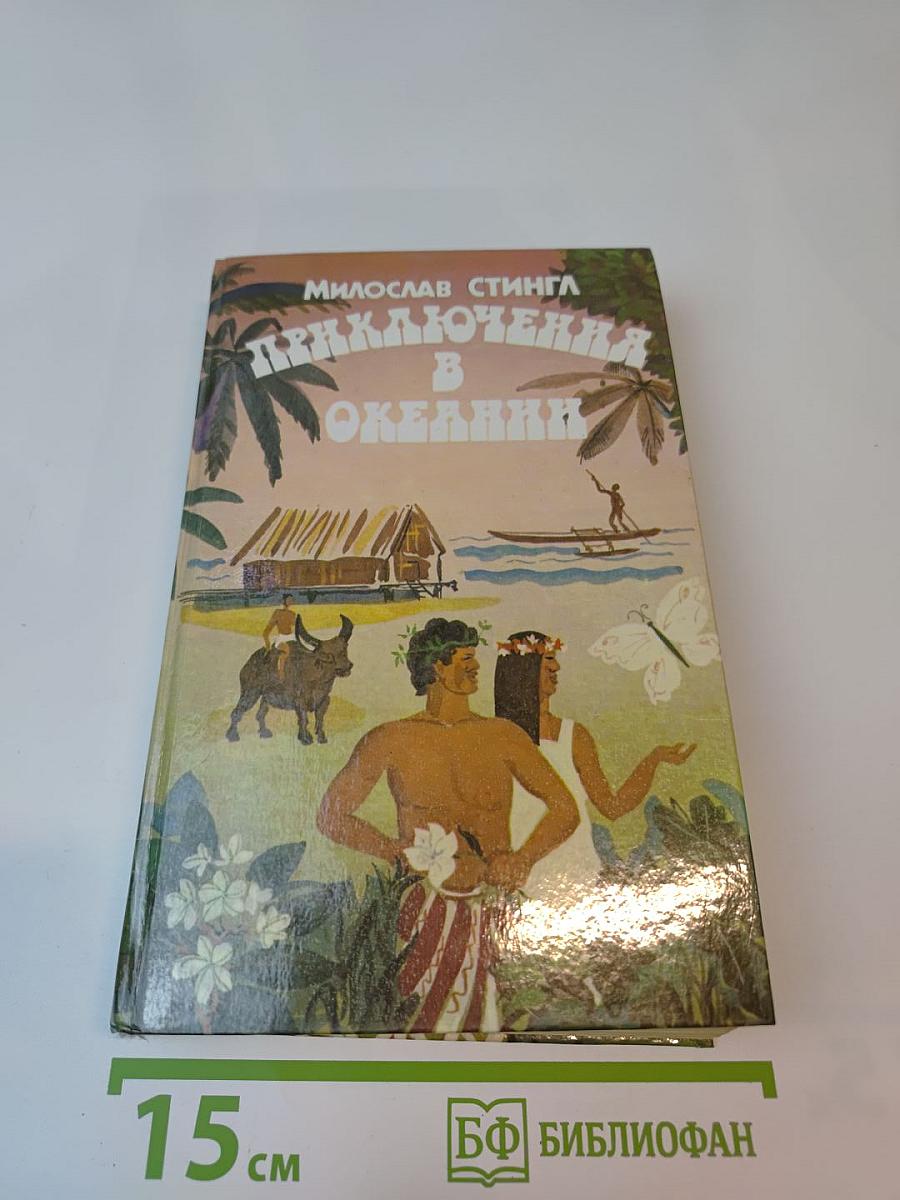 Милослав СТИНГЛ
ПРИКЛЮЧЕНИЯ
В
ОКЕАНИИ
15 см
БФ БИБЛИОФАН